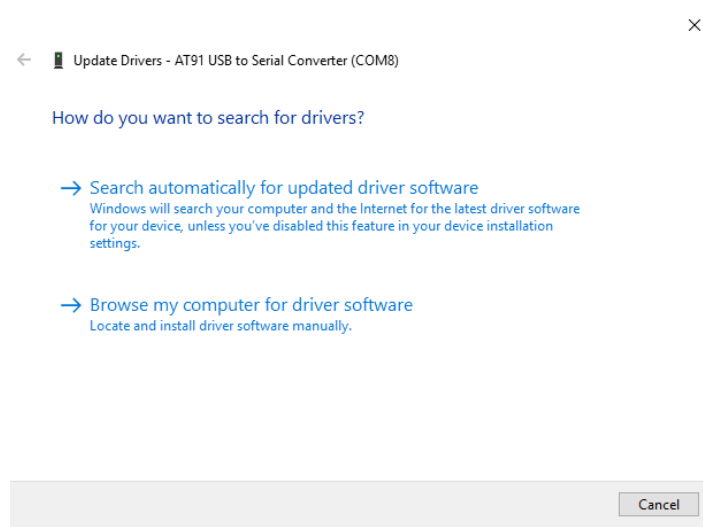 Update Drivers - AT91 USB to Serial Converter (COM8)
How do you want to search for drivers?
Search automatically for updated driver software
Windows will search your computer and the Internet for the latest driver software
for your device, unless you've disabled this feature in your device installation
settings.
Browse my computer for driver software
Locate and install driver software manually.
Cancel